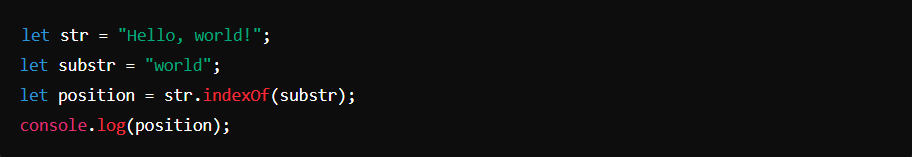 let str = "Hello, world!";
let substr = "world";
let position = str.indexOf(substr);
console.log(position);